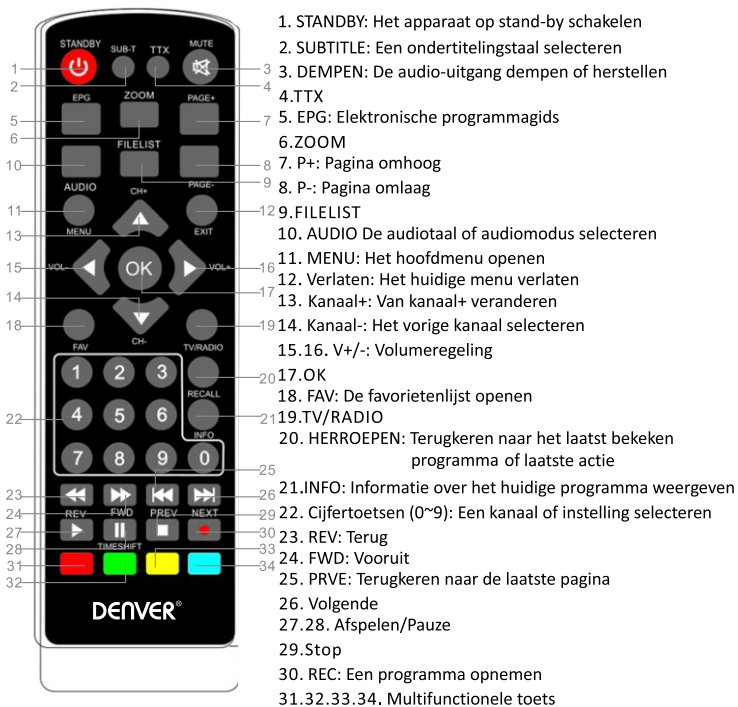 STANDBY
SUB-T
TTX
MUTE
1
2
3
4
EPG
ZOOM
PAGE+
5
6
7
FILELIST
10
8
9
AUDIO
CH+
PAGE-
11
12
13
MENU
EXIT
15
VOL-
OK
VOL+
16
14
17
18
19
FAV
CH-
TV/RADIO
1
2
3
20
RECALL
4
5
6
21
22
INFO
7
8
9
0
25
23
26
24
REV
FWD
PREV
NEXT
29
27
30
28
TIMESHIFT
33
31
32
34
DENVER®
1. STANDBY: Het apparaat op stand-by schakelen
2. SUBTITLE: Een ondertitelingstaal selecteren
3. DEMPEN: De audio-uitgang dempen of herstellen
4.TTX
5. EPG: Elektronische programmagids
6.ZOOM
7. P+: Pagina omhoog
8. P-: Pagina omlaag
9.FILELIST
10. AUDIO De audiotaal of audiomodus selecteren
11. MENU: Het hoofdmenu openen
12. Verlaten: Het huidige menu verlaten
13. Kanaal+: Van kanaal+ veranderen
14. Kanaal-: Het vorige kanaal selecteren
15.16. V+/-: Volumeregeling
17.OK
18. FAV: De favorietenlijst openen
19.TV/RADIO
20. HERROEPEN: Terugkeren naar het laatst bekeken
programma of laatste actie
21.INFO: Informatie over het huidige programma weergeven
22. Cijfertoetsen (0~9): Een kanaal of instelling selecteren
23. REV: Terug
24. FWD: Vooruit
25. PRVE: Terugkeren naar de laatste pagina
26. Volgende
27.28. Afspelen/Pauze
29.Stop
30. REC: Een programma opnemen
31.32.33.34. Multifunctionele toets